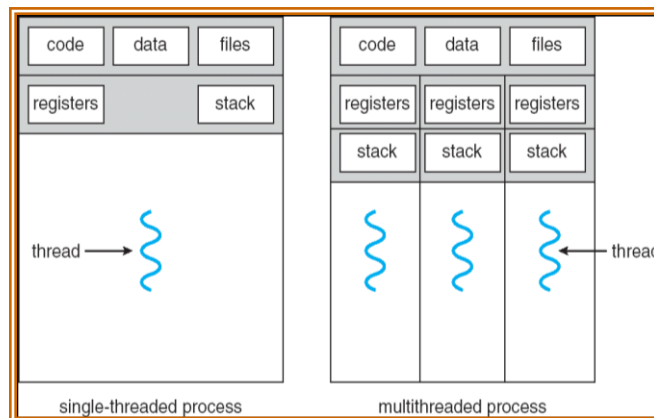 code data files
registers stack
thread
single-threaded process
code data files
registers registers registers
stack stack stack
thread
multithreaded process